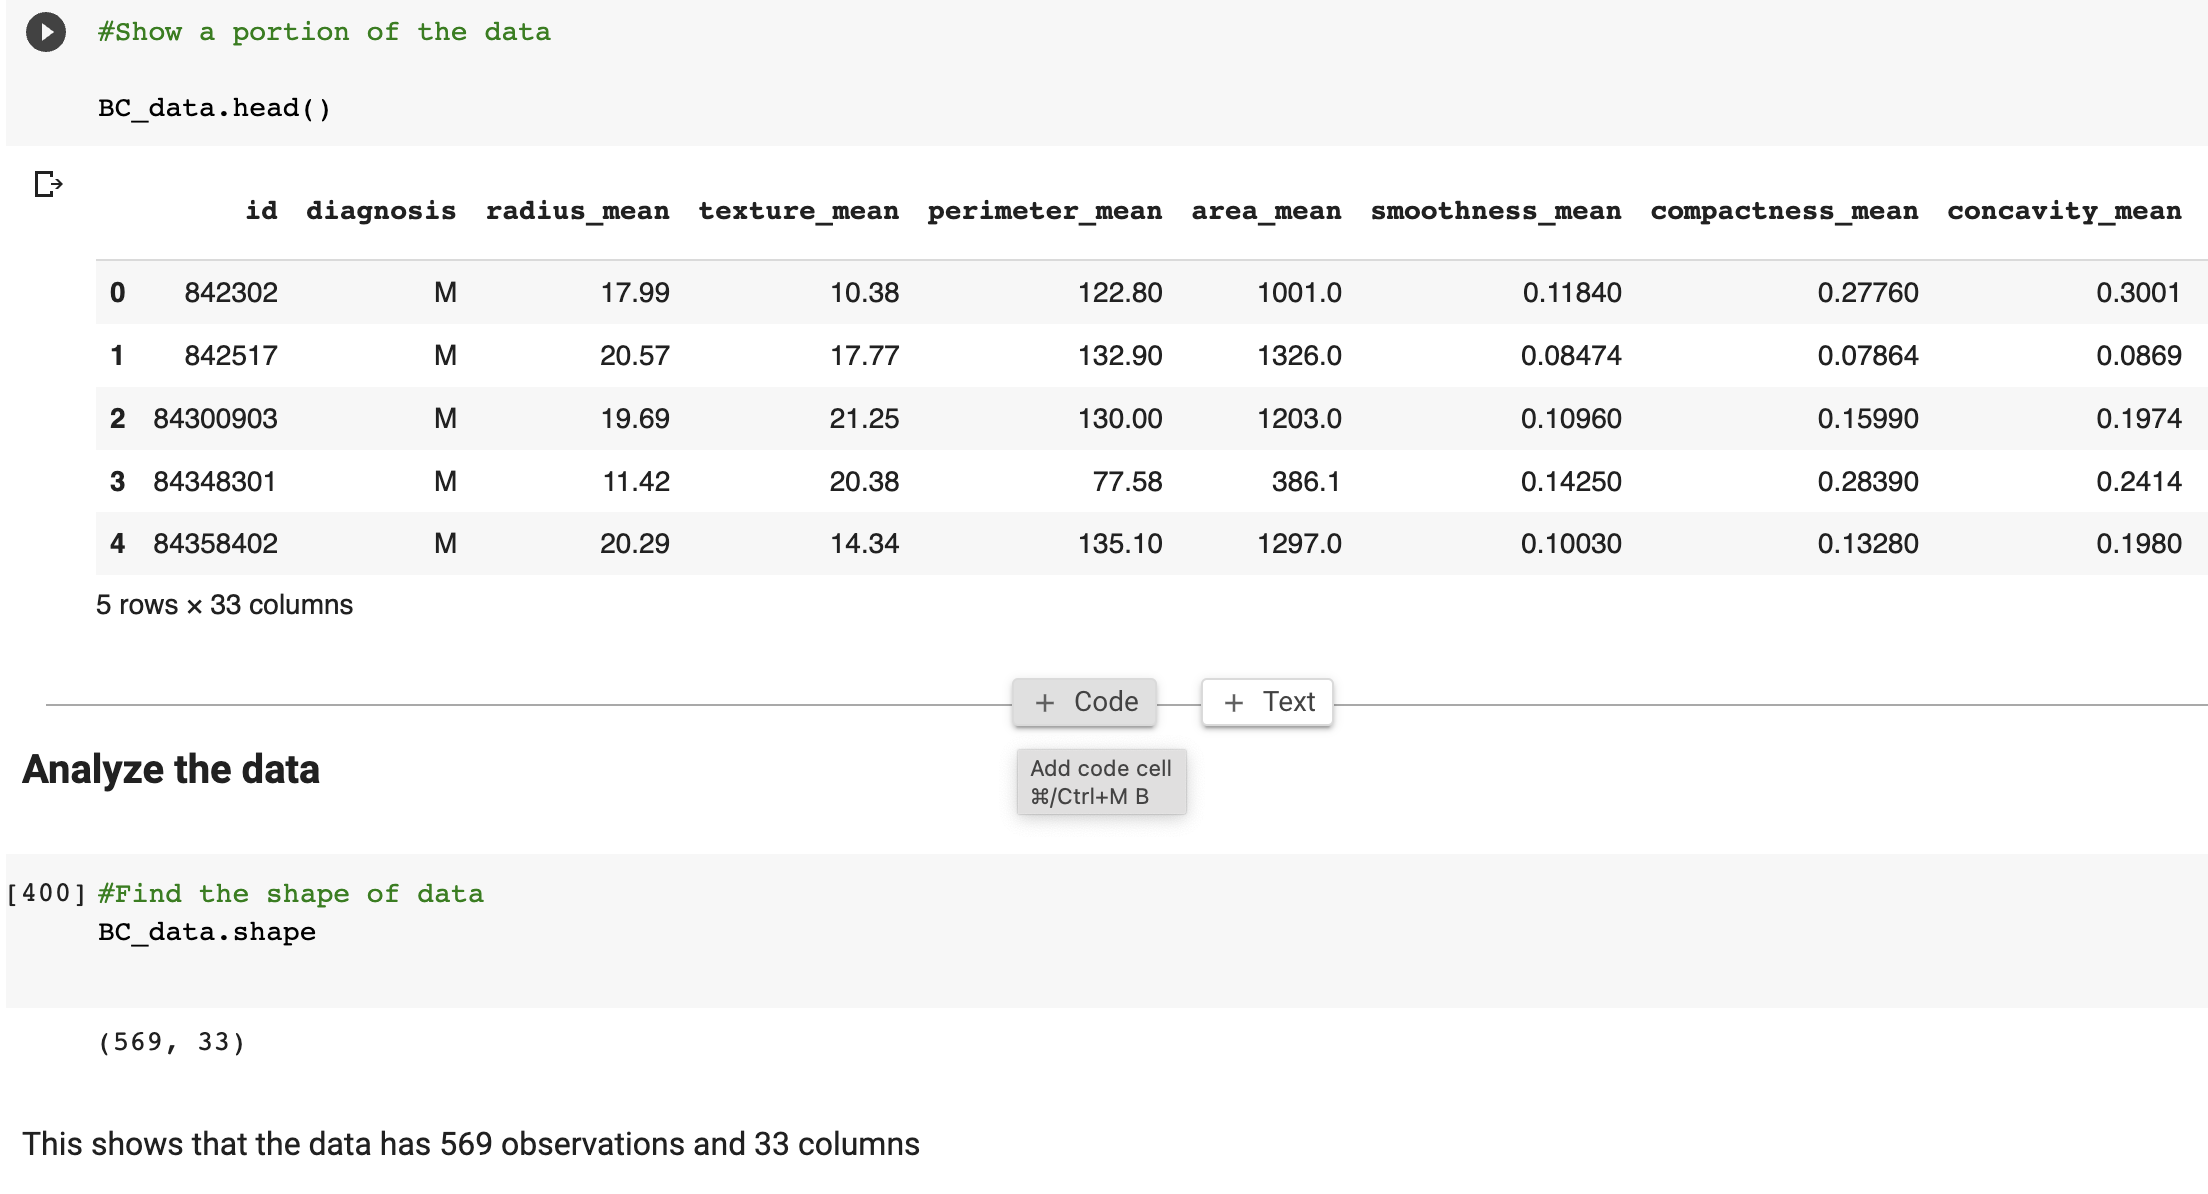 #Show a portion of the data
BC_data.head()
id diagnosis radius_mean texture_mean perimeter_mean area_mean smoothness_mean compactness_mean concavity_mean
0 842302 M 17.99 10.38 122.80 1001.0 0.11840 0.27760 0.3001
1 842517 M 20.57 17.77 132.90 1326.0 0.08474 0.07864 0.0869
2 84300903 M 19.69 21.25 130.00 1203.0 0.10960 0.15990 0.1974
3 84348301 M 11.42 20.38 77.58 386.1 0.14250 0.28390 0.2414
4 84358402 M 20.29 14.34 135.10 1297.0 0.10030 0.13280 0.1980
5 rows × 33 columns
+ Code + Text
Add code cell
⌘/Ctrl+M B
Analyze the data
[400] #Find the shape of data
BC_data.shape
(569, 33)
This shows that the data has 569 observations and 33 columns